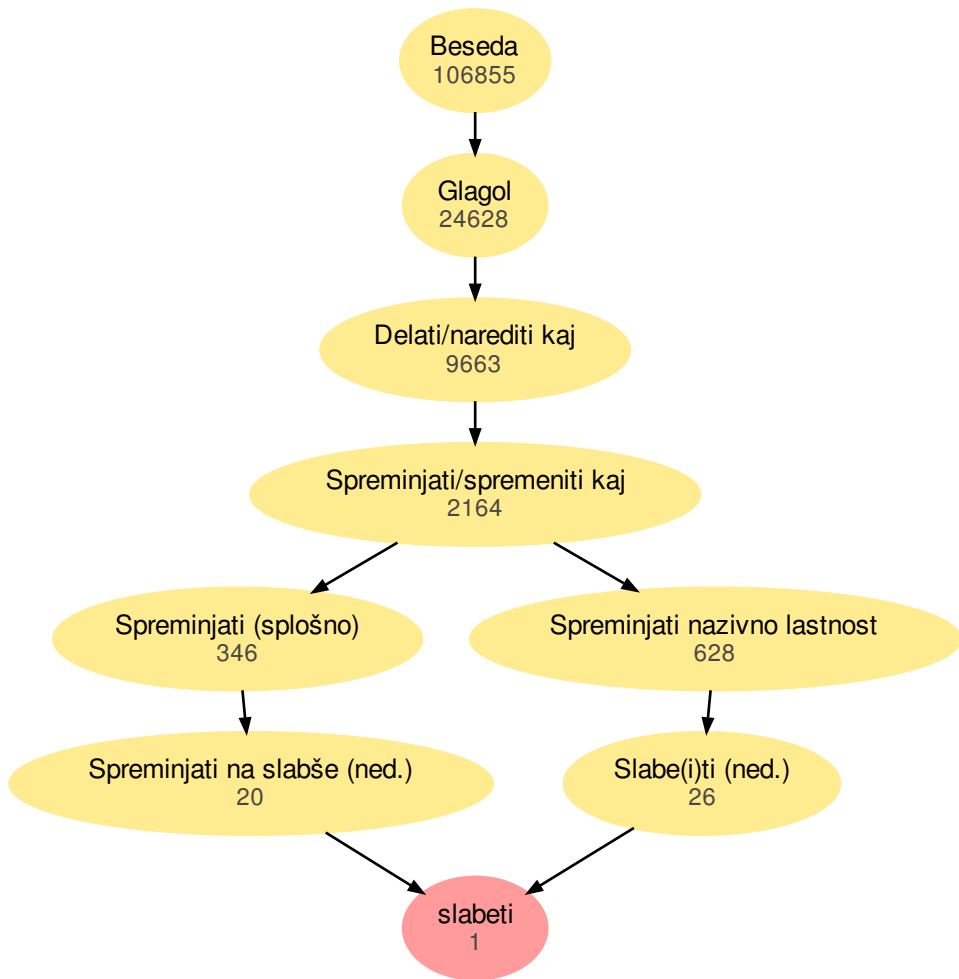 Beseda
106855
Glagol
24628
Delati/narediti kaj
9663
Spreminjati/spremeniti kaj
2164
Spreminjati (splošno)
346
Spreminjati nazivno lastnost
628
Spreminjati na slabše (ned.)
20
Slabe(i)ti (ned.)
26
slabeti
1